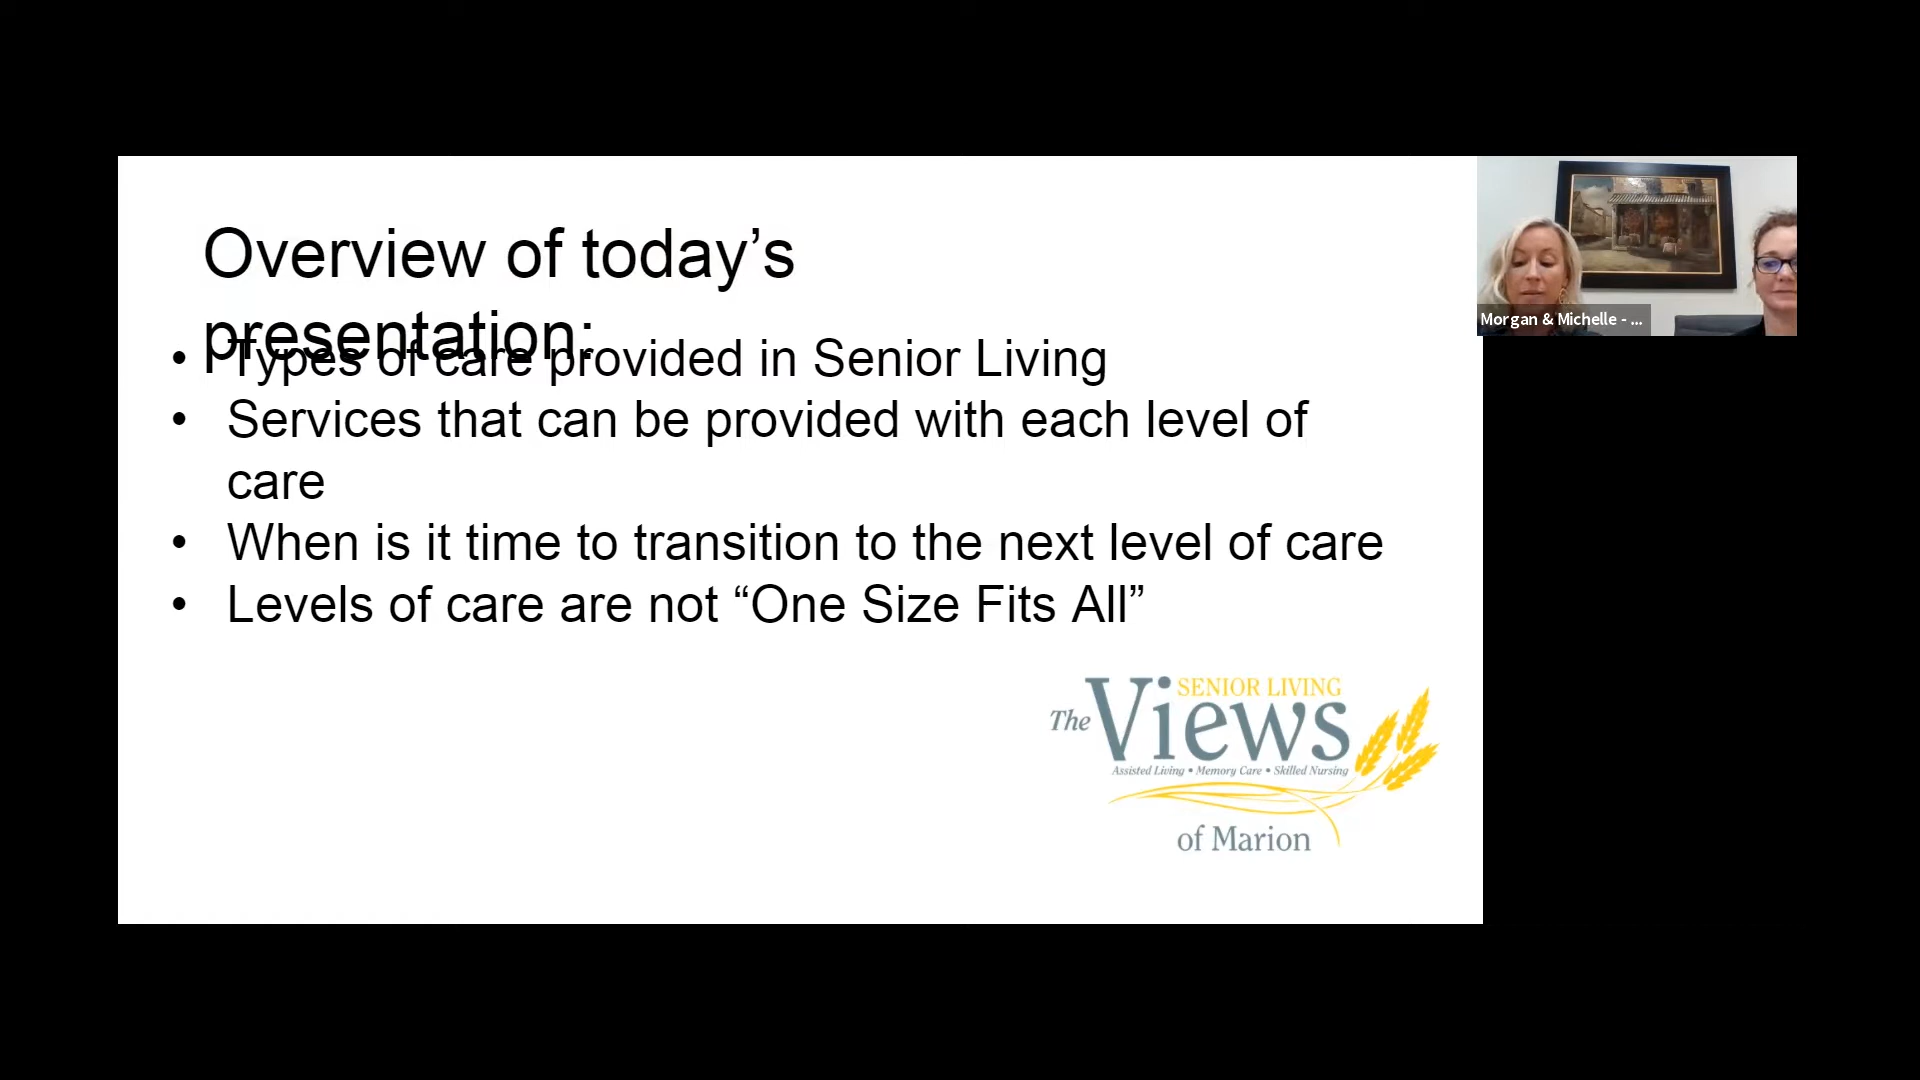 Overview of today’s
presentation:
• Types of care provided in Senior Living
• Services that can be provided with each level of
care
• When is it time to transition to the next level of care
• Levels of care are not “One Size Fits All”
SENIOR LIVING
The Views
Assisted Living • Memory Care • Skilled Nursing
of Marion
Morgan & Michelle - ...